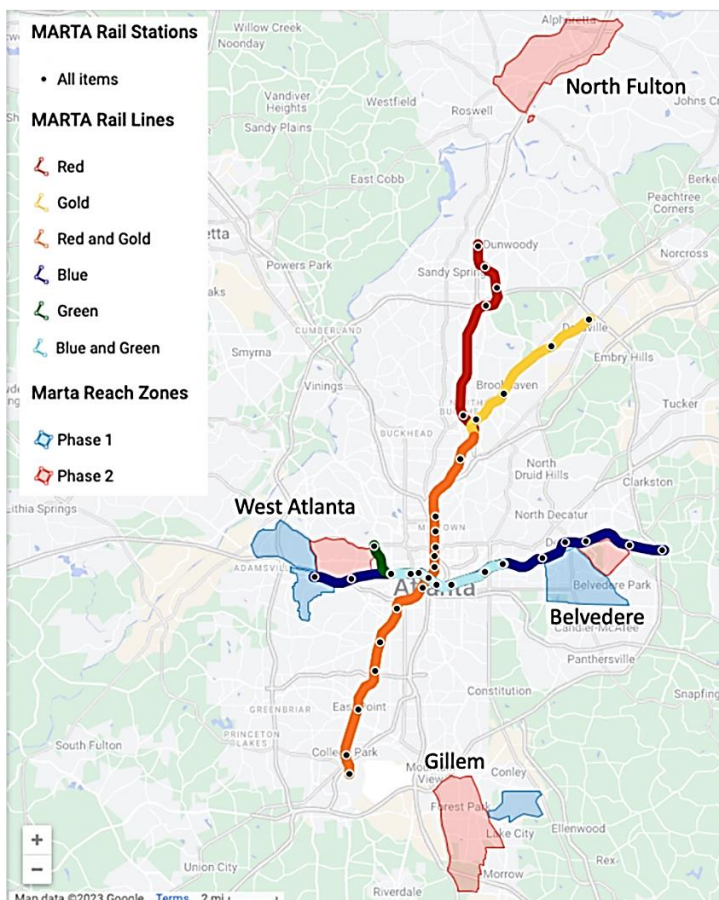 MARTA Rail Stations
All items
MARTA Rail Lines
Red
Gold
Red and Gold
Blue
Green
Blue and Green
Marta Reach Zones
Phase 1
Phase 2
Willow Creek
Noonday
Alpharetta
North Fulton
Vandiver
Heights
Westfield
Roswell
Johns C
Sandy Plains
East Cobb
Berkel
Peachtree
Corners
etta
Dunwoody
Norcross
Powers Park
Sandy Springs
aks
CUMBERLAND
Embry Hills
Smyrna
Vinings
Brookhaven
Tucker
BUCKHEAD
North
Druid Hills
Clarkston
Lithia Springs
West Atlanta
North Decatur
ADAMSVILLE
Atlanta
Belvedere Park
Belvedere
Candler-McAfee
Panthersville
GREENBRIAR
East Point
Constitution
Snapfing
PRINCETON
LAKES
South Fulton
College Park
Gillem
Conley
Forest Park
Lake City
Ellenwood
Rex
Union City
Morrow
Riverdale
Map data ©2023 Google Terms 2 mi